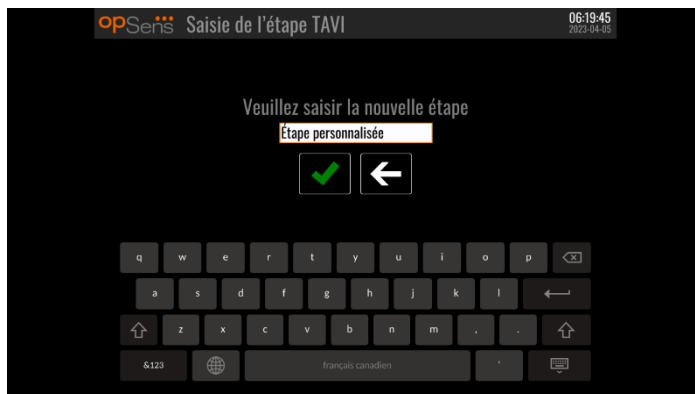 opSens Saisie de l'étape TAVI 06:19:45
2023-04-05
Veuillez saisir la nouvelle étape
Étape personnalisée
q w e r t y u i o p
a s d f g h j k l
z x c v b n m , .
&123 français canadien '